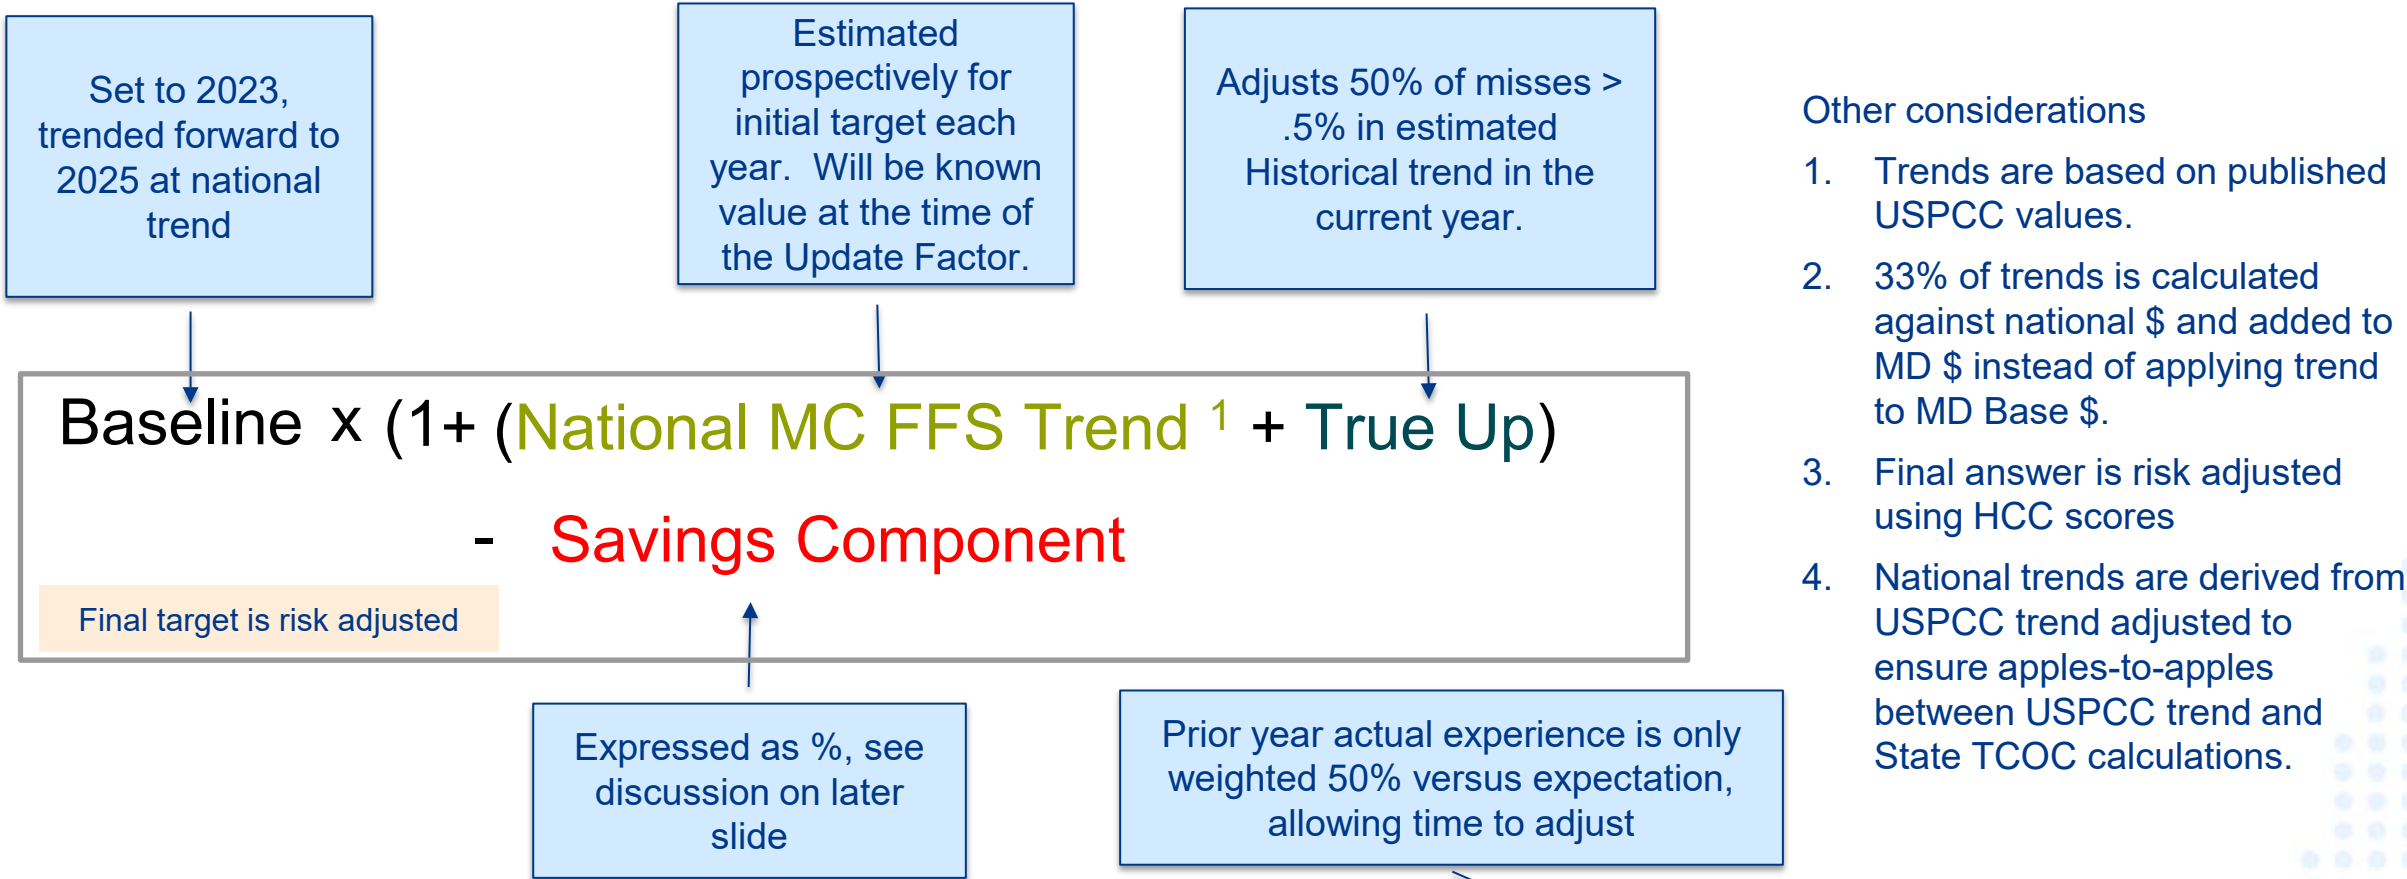 Set to 2023,
trended forward to
2025 at national
trend
Estimated
prospectively for
initial target each
year.  Will be known
value at the time of
the Update Factor.
Adjusts 50% of misses >
.5% in estimated
Historical trend in the
current year.
Baseline x (1+ (National MC FFS Trend 1 + True Up)
- Savings Component
Final target is risk adjusted
Expressed as %, see
discussion on later
slide
Prior year actual experience is only
weighted 50% versus expectation,
allowing time to adjust
Other considerations
1. Trends are based on published
USPCC values.
2. 33% of trends is calculated
against national $ and added to
MD $ instead of applying trend
to MD Base $.
3. Final answer is risk adjusted
using HCC scores
4. National trends are derived from
USPCC trend adjusted to
ensure apples-to-apples
between USPCC trend and
State TCOC calculations.